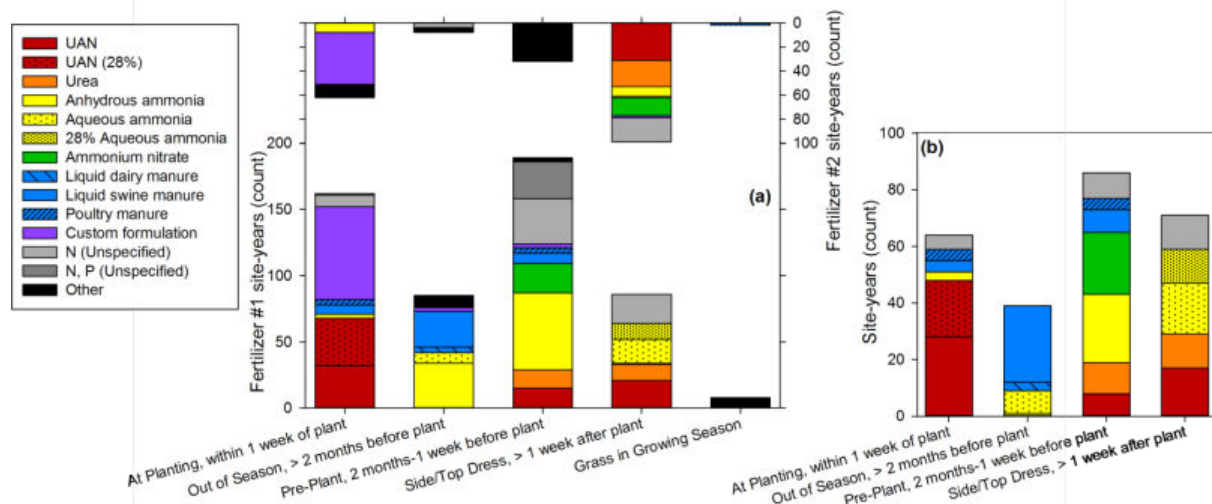 UAN
UAN (28%)
Urea
Anhydrous ammonia
Aqueous ammonia
28% Aqueous ammonia
Ammonium nitrate
Liquid dairy manure
Liquid swine manure
Poultry manure
Custom formulation
N (Unspecified)
N, P (Unspecified)
Other
Fertilizer #1 site-years (count)
200
150
100
50
0
0
20
40
60
80
100
Fertilizer #2 site-years (count)
(a)
At Planting, within 1 week of plant
Out of Season, > 2 months before plant
Pre-Plant, 2 months-1 week before plant
Side/Top Dress, > 1 week after plant
Grass in Growing Season
Site-years (count)
100
80
60
40
20
0
(b)
At Planting, within 1 week of plant
Out of Season, > 2 months before plant
Pre-Plant, 2 months-1 week before plant
Side/Top Dress, > 1 week after plant